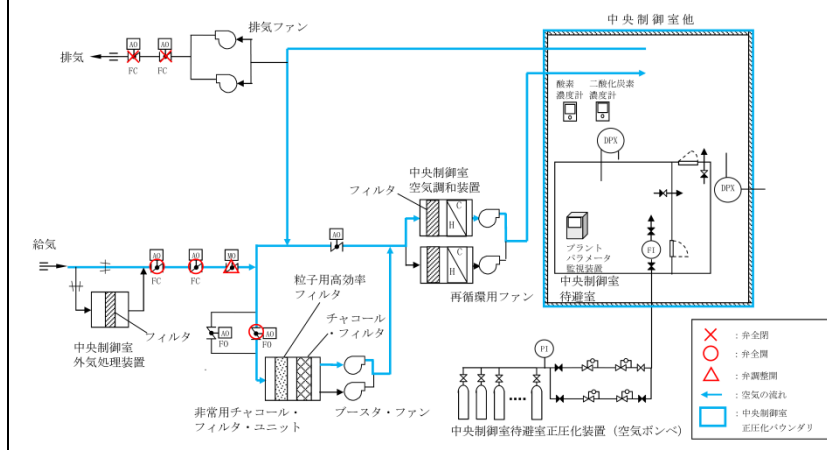 中央制御室他
排気ファン
排気
AO
AO
FC
FC
酸素
濃度計
二酸化炭素
濃度計
DPX
DPX
中央制御室
空気調和装置
フィルタ
C
H
C
H
再循環用ファン
プラント
パラメータ
監視装置
FI
中央制御室
待避室
給気
AO
AO
MO
AO
FC
FC
フィルタ
中央制御室
外気処理装置
粒子用高効率
フィルタ
チャコール
・フィルタ
AO
FO
AO
FO
非常用チャコール・
フィルタ・ユニット
ブースタ・ファン
PI
中央制御室待避室正圧化装置（空気ボンベ）
：弁全閉
：弁全開
：弁調整開
：空気の流れ
：中央制御室
正圧化バウンダリ